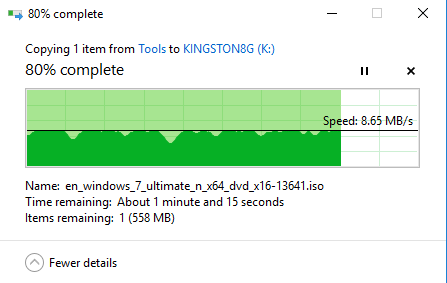 80% complete
Copying 1 item from Tools to KINGSTON8G (K:)
80% complete
Speed: 8.65 MB/s
Name: en_windows_7_ultimate_n_x64_dvd_x16-13641.iso
Time remaining: About 1 minute and 15 seconds
Items remaining: 1 (558 MB)
Fewer details